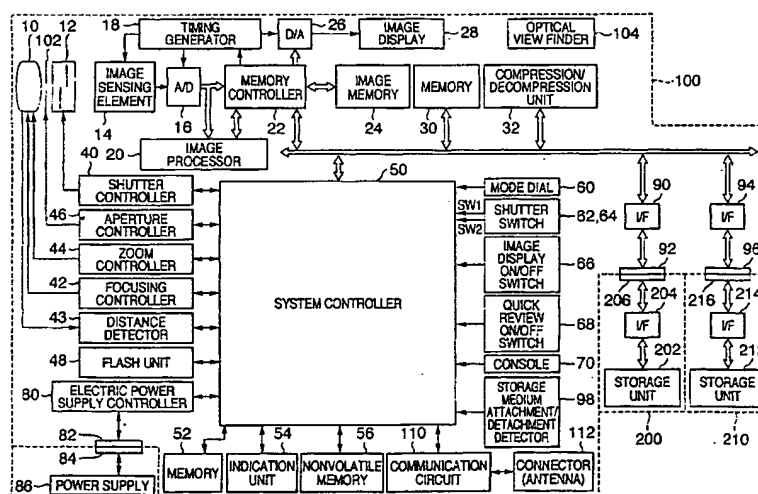 10
102
12
18
TIMING
GENERATOR
26
D/A
IMAGE DISPLAY
28
OPTICAL
VIEW FINDER
104
100
IMAGE
SENSING
ELEMENT
14
A/D
16
MEMORY
CONTROLLER
22
IMAGE
MEMORY
24
MEMORY
30
COMPRESSION/
DECOMPRESSION
UNIT
32
IMAGE
PROCESSOR
20
50
SYSTEM CONTROLLER
40
SHUTTER
CONTROLLER
46
APERTURE
CONTROLLER
44
ZOOM
CONTROLLER
42
FOCUSING
CONTROLLER
43
DISTANCE
DETECTOR
48
FLASH UNIT
80
ELECTRIC POWER
SUPPLY CONTROLLER
82
84
86
POWER SUPPLY
MODE DIAL
60
SW1
SW2
SHUTTER
SWITCH
62,64
IMAGE
DISPLAY
ON/OFF
SWITCH
66
QUICK
REVIEW
ON/OFF
SWITCH
68
CONSOLE
70
STORAGE
MEDIUM
ATTACHMENT/
DETACHMENT
DETECTOR
98
52
MEMORY
54
INDICATION
UNIT
56
NONVOLATILE
MEMORY
110
COMMUNICATION
CIRCUIT
112
CONNECTOR
(ANTENNA)
90
I/F
92
206
204
I/F
202
STORAGE
UNIT
200
94
I/F
96
216
214
I/F
STORAGE
UNIT
210